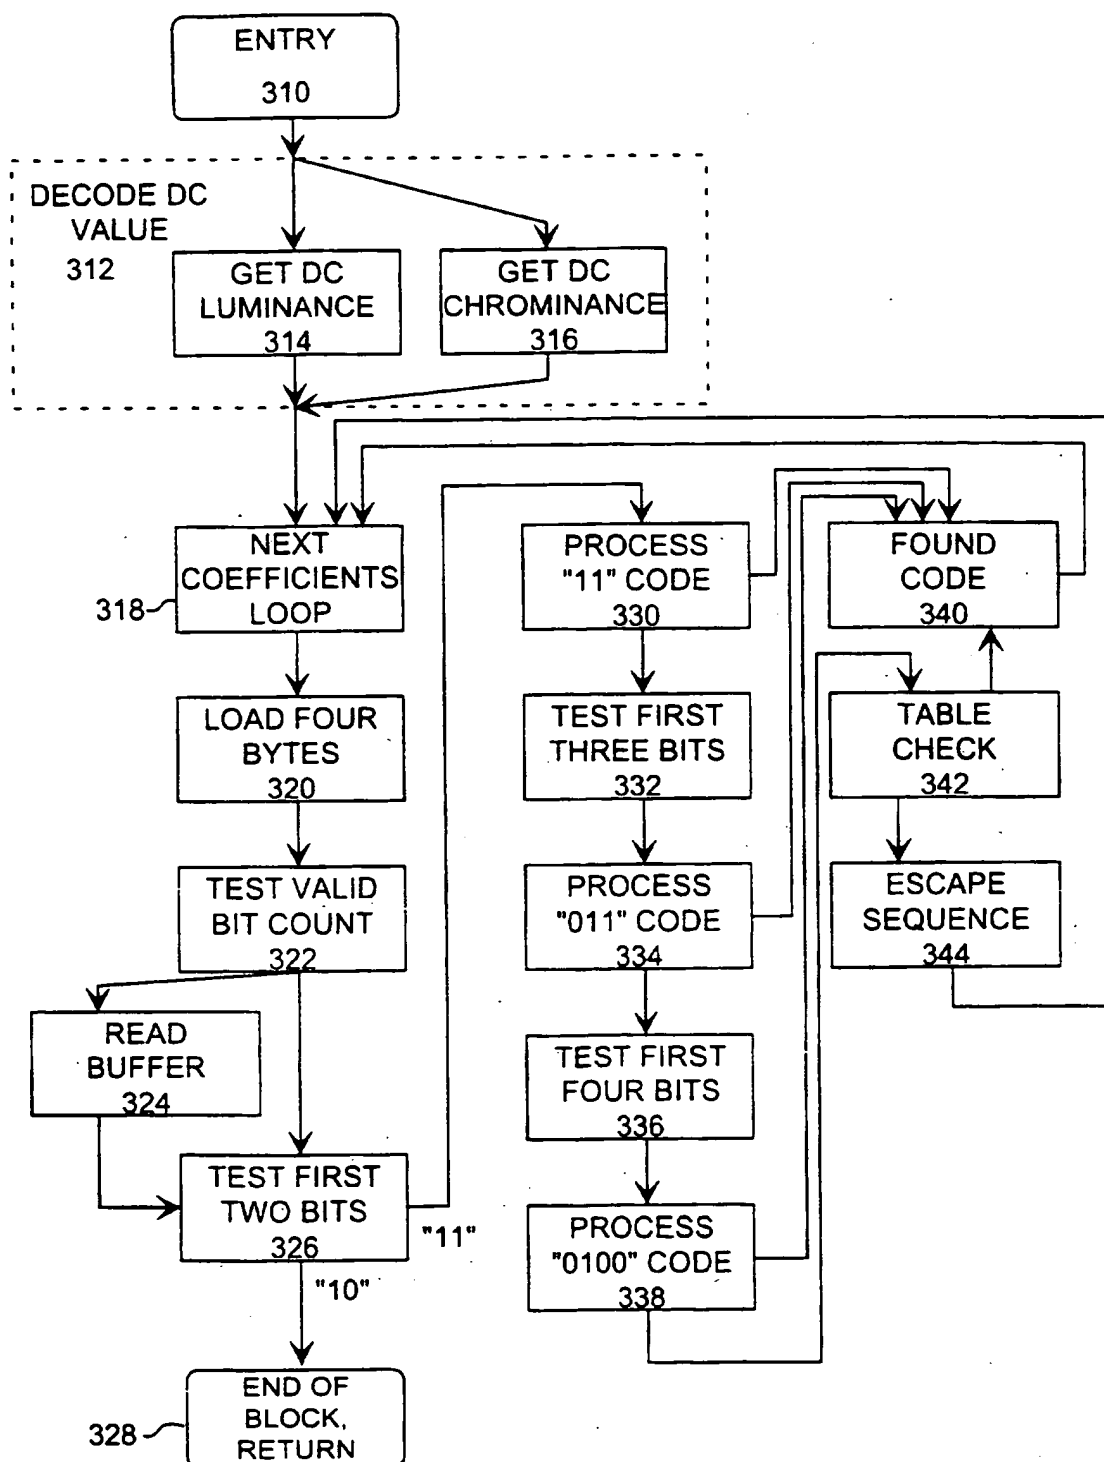 ENTRY
310
DECODE DC
VALUE
312
GET DC
LUMINANCE
314
GET DC
CHROMINANCE
316
NEXT
COEFFICIENTS
LOOP
318
LOAD FOUR
BYTES
320
TEST VALID
BIT COUNT
322
READ
BUFFER
324
TEST FIRST
TWO BITS
326
"11"
"10"
END OF
BLOCK,
RETURN
328
PROCESS
"11" CODE
330
TEST FIRST
THREE BITS
332
PROCESS
"011" CODE
334
TEST FIRST
FOUR BITS
336
PROCESS
"0100" CODE
338
FOUND
CODE
340
TABLE
CHECK
342
ESCAPE
SEQUENCE
344